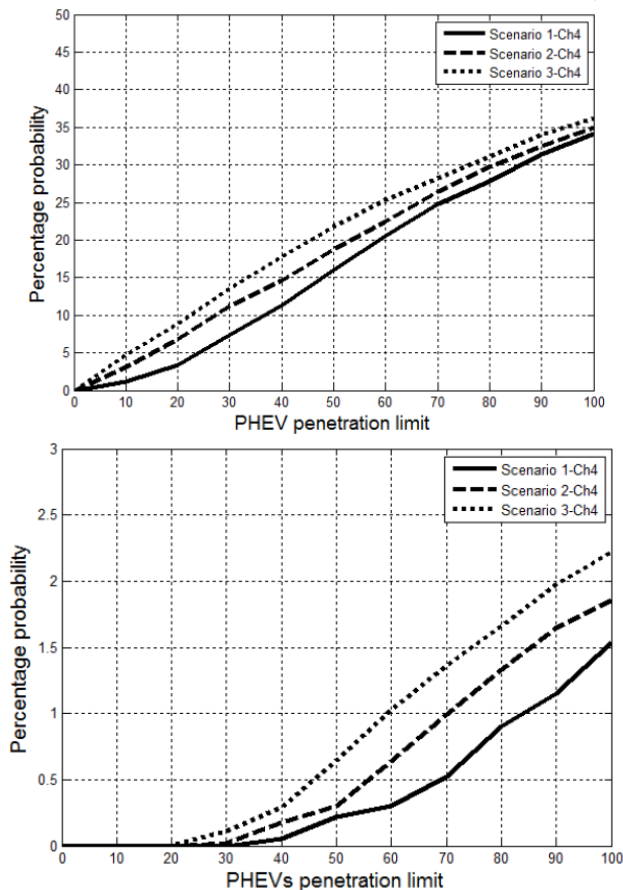 50
45
40
35
30
25
20
15
10
5
0
Percentage probability
Scenario 1-Ch4
Scenario 2-Ch4
Scenario 3-Ch4
0 10 20 30 40 50 60 70 80 90 100
PHEV penetration limit
3
2.5
2
1.5
1
0.5
0
Percentage probability
Scenario 1-Ch4
Scenario 2-Ch4
Scenario 3-Ch4
0 10 20 30 40 50 60 70 80 90 100
PHEVs penetration limit